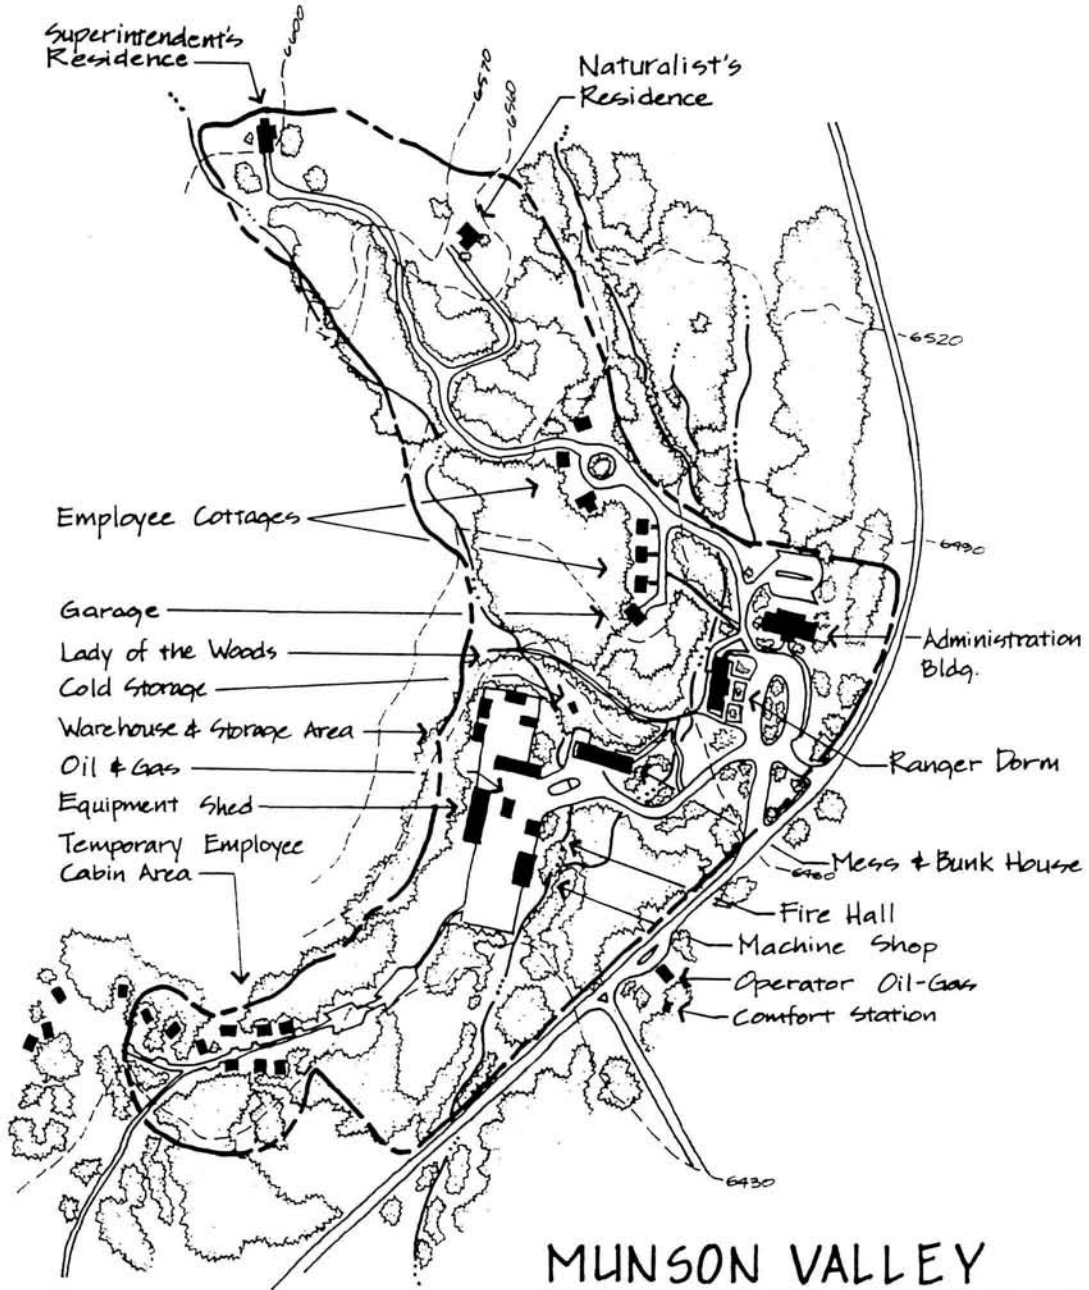 Superintendent's
Residence
6600
6570
6560
Naturalist's
Residence
6520
6490
Employee Cottages
Garage
Lady of the Woods
Cold Storage
Warehouse & Storage Area
Oil & Gas
Equipment Shed
Temporary Employee
Cabin Area
Administration
Bldg.
Ranger Dorm
Mess & Bunk House
Fire Hall
Machine Shop
Operator Oil-Gas
Comfort Station
6430
MUNSON VALLEY